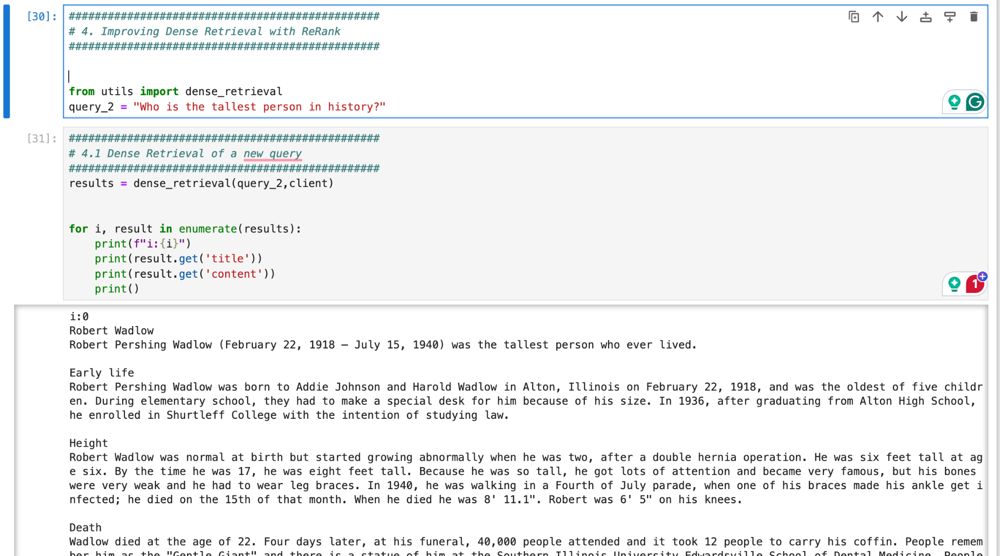 [30]:
################################################
# 4. Improving Dense Retrieval with ReRank
################################################
from utils import dense_retrieval
query_2 = "Who is the tallest person in history?"
[31]:
################################################
# 4.1 Dense Retrieval of a new query
################################################
results = dense_retrieval(query_2,client)
for i, result in enumerate(results):
    print(f"i:{i}")
    print(result.get('title'))
    print(result.get('content'))
    print()
1
i:0
Robert Wadlow
Robert Pershing Wadlow (February 22, 1918 – July 15, 1940) was the tallest person who ever lived.
Early life
Robert Pershing Wadlow was born to Addie Johnson and Harold Wadlow in Alton, Illinois on February 22, 1918, and was the oldest of five childr
en. During elementary school, they had to make a special desk for him because of his size. In 1936, after graduating from Alton High School,
he enrolled in Shurtleff College with the intention of studying law.
Height
Robert Wadlow was normal at birth but started growing abnormally when he was two, after a double hernia operation. He was six feet tall at ag
e six. By the time he was 17, he was eight feet tall. Because he was so tall, he got lots of attention and became very famous, but his bones
were very weak and he had to wear leg braces. In 1940, he was walking in a Fourth of July parade, when one of his braces made his ankle get i
nfected; he died on the 15th of that month. When he died he was 8' 11.1". Robert was 6' 5" on his knees.
Death
Wadlow died at the age of 22. Four days later, at his funeral, 40,000 people attended and it took 12 people to carry his coffin. People remem
ber him as the "Gentle Giant" and there is a statue of him at the Southern Illinois University Edwardsville School of Dental Medicine. People